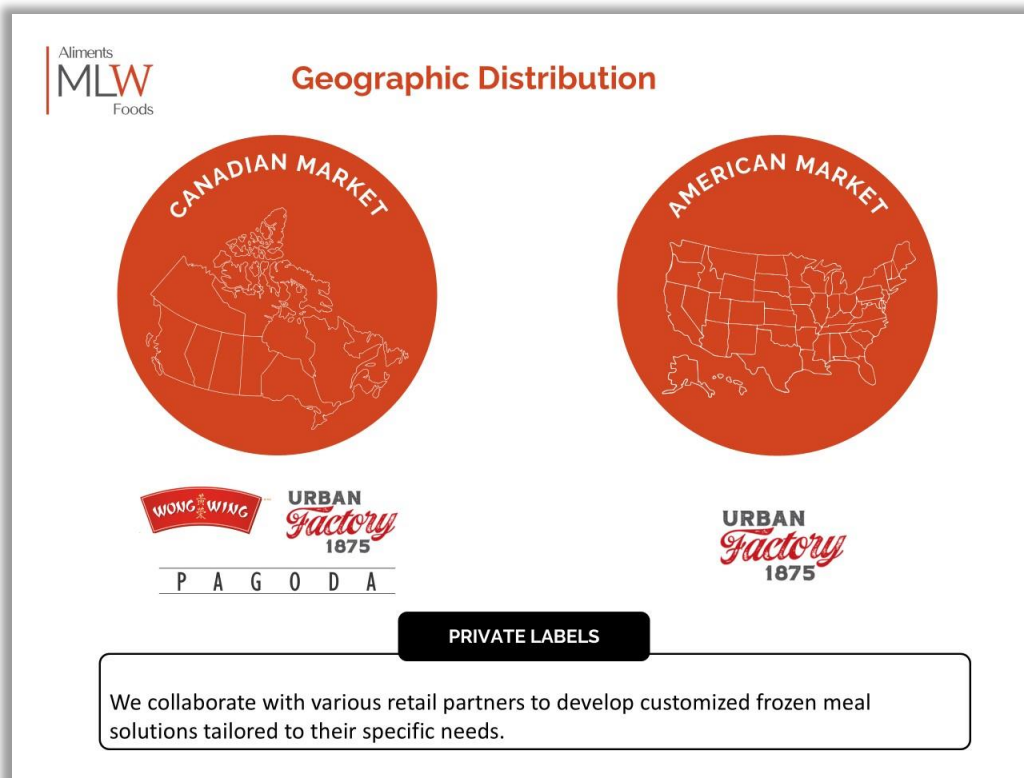 Aliments
MLW
Foods
Geographic Distribution
CANADIAN MARKET
AMERICAN MARKET
WONG WING
URBAN
Factory
1875
PAGODA
URBAN
Factory
1875
PRIVATE LABELS
We collaborate with various retail partners to develop customized frozen meal
solutions tailored to their specific needs.